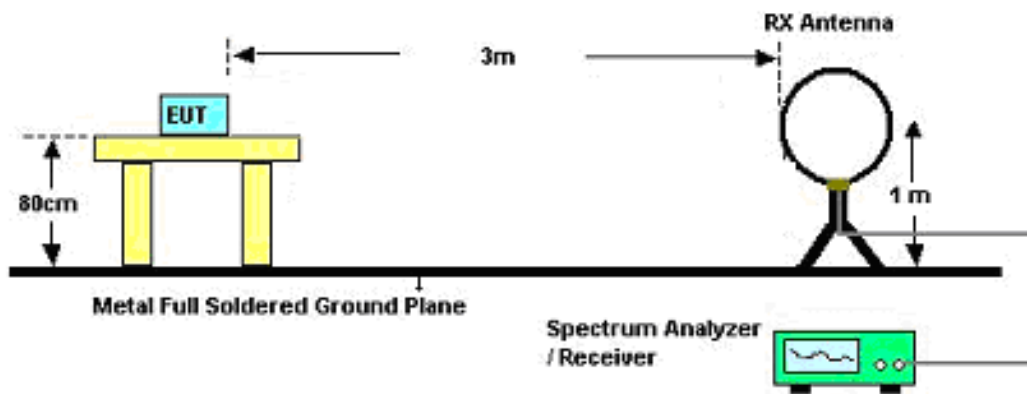 RX Antenna
3m
EUT
80cm
1 m
Metal Full Soldered Ground Plane
Spectrum Analyzer
/ Receiver